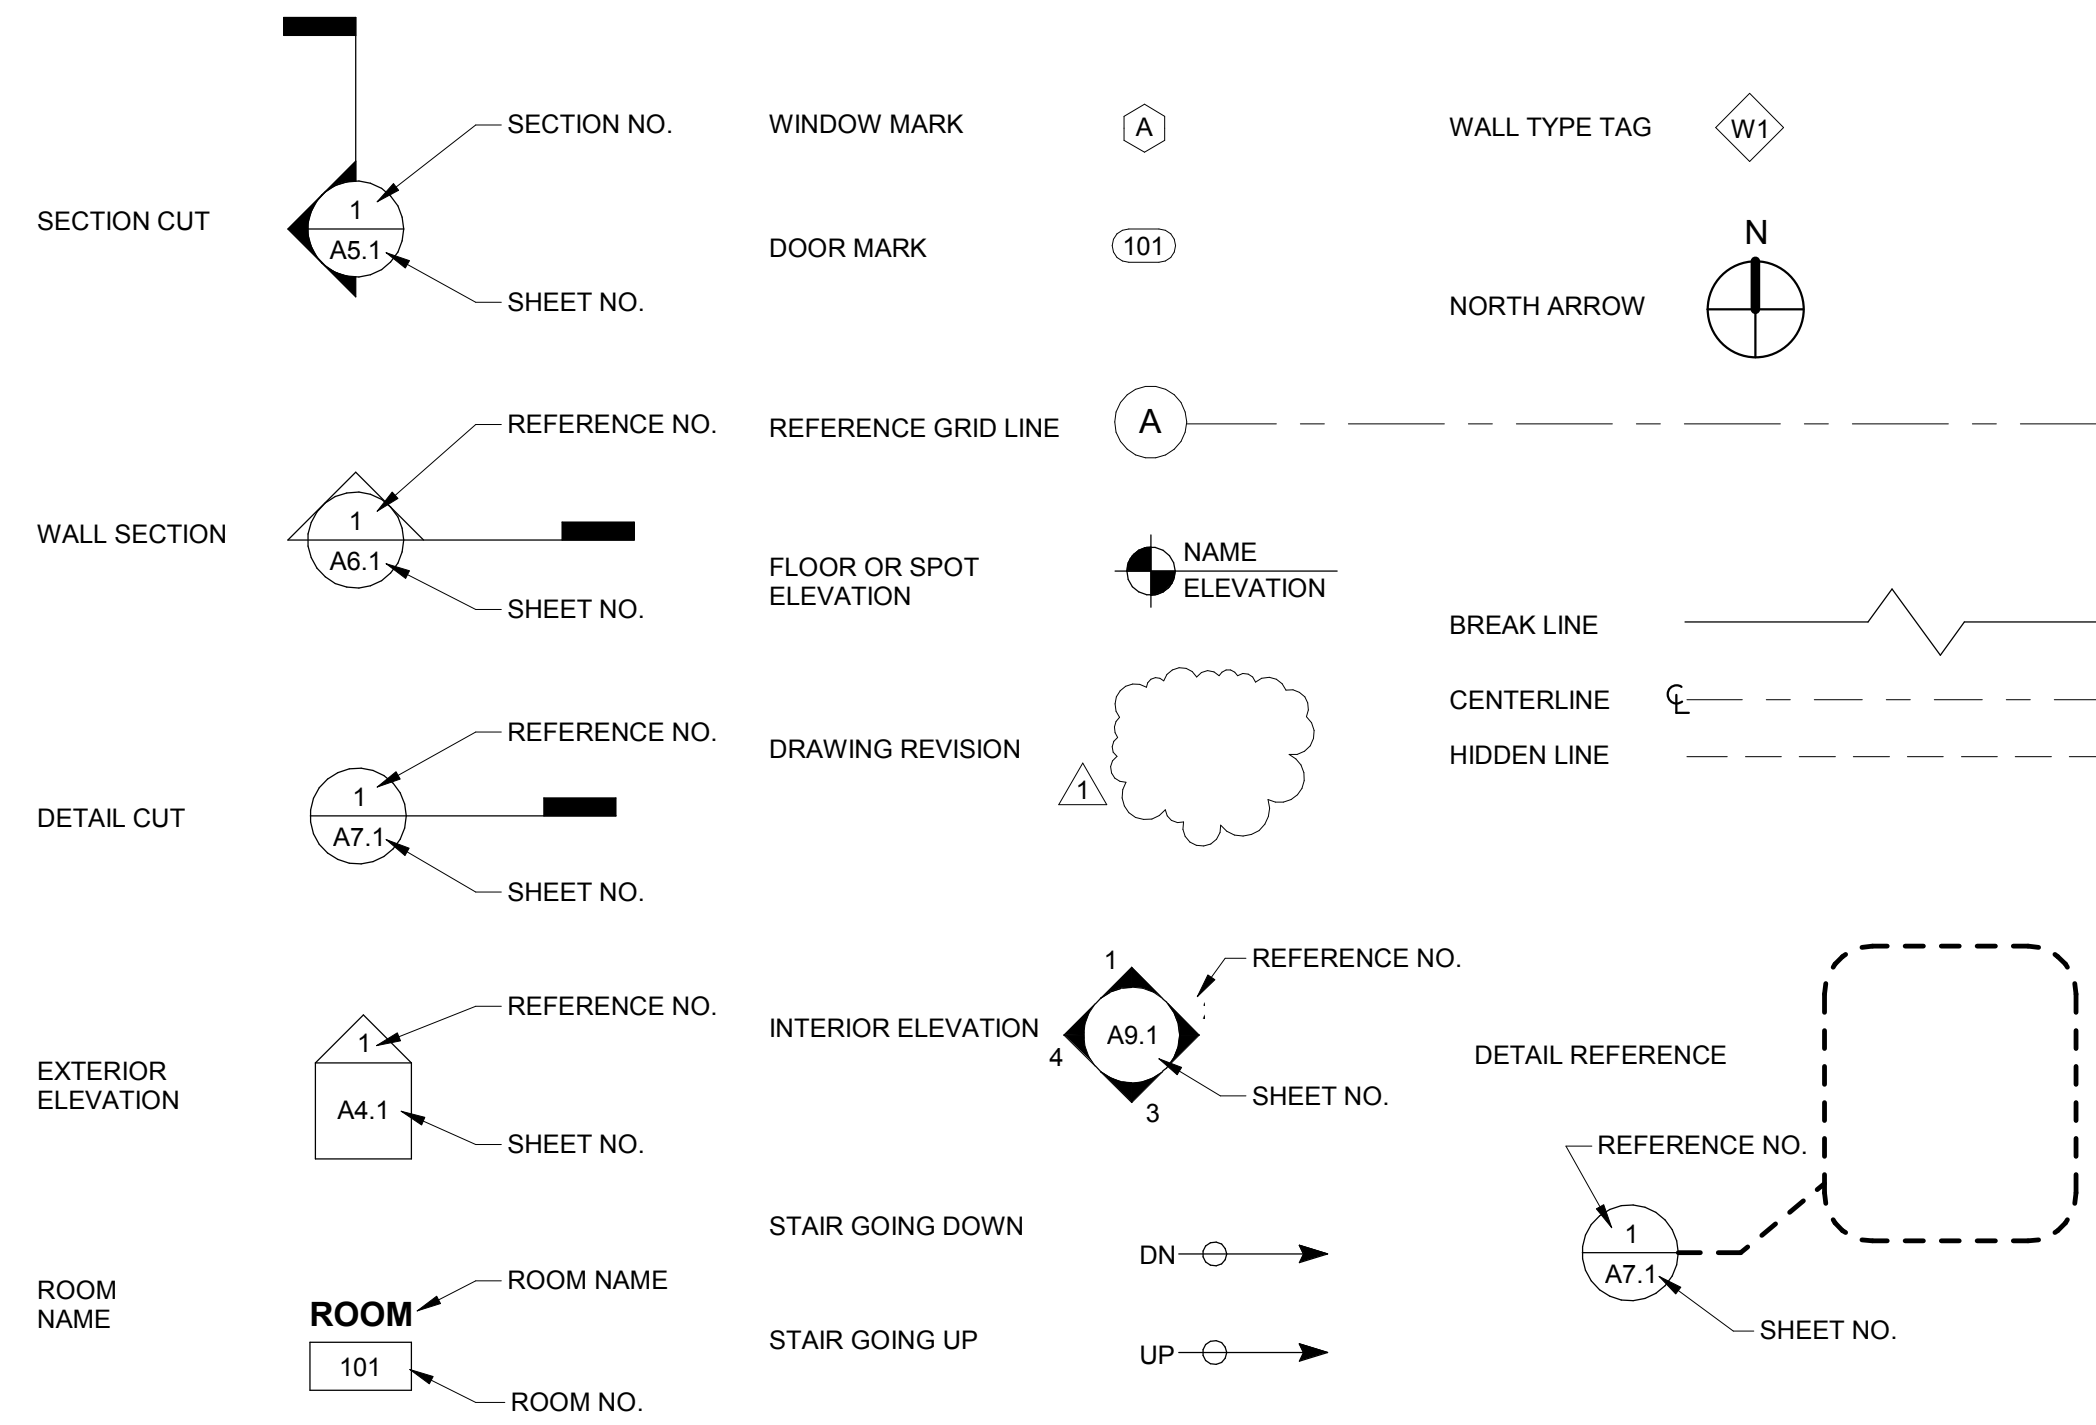 SECTION CUT
1
A5.1
SECTION NO.
SHEET NO.
WALL SECTION
1
A6.1
REFERENCE NO.
SHEET NO.
DETAIL CUT
1
A7.1
REFERENCE NO.
SHEET NO.
EXTERIOR
ELEVATION
1
A4.1
REFERENCE NO.
SHEET NO.
ROOM
NAME
ROOM
101
ROOM NAME
ROOM NO.
WINDOW MARK
A
DOOR MARK
101
REFERENCE GRID LINE
A
FLOOR OR SPOT
ELEVATION
NAME
ELEVATION
DRAWING REVISION
1
INTERIOR ELEVATION
1
A9.1
4
3
REFERENCE NO.
SHEET NO.
STAIR GOING DOWN
DN
STAIR GOING UP
UP
WALL TYPE TAG
W1
NORTH ARROW
N
BREAK LINE
CENTERLINE
CL
HIDDEN LINE
DETAIL REFERENCE
REFERENCE NO.
1
A7.1
SHEET NO.